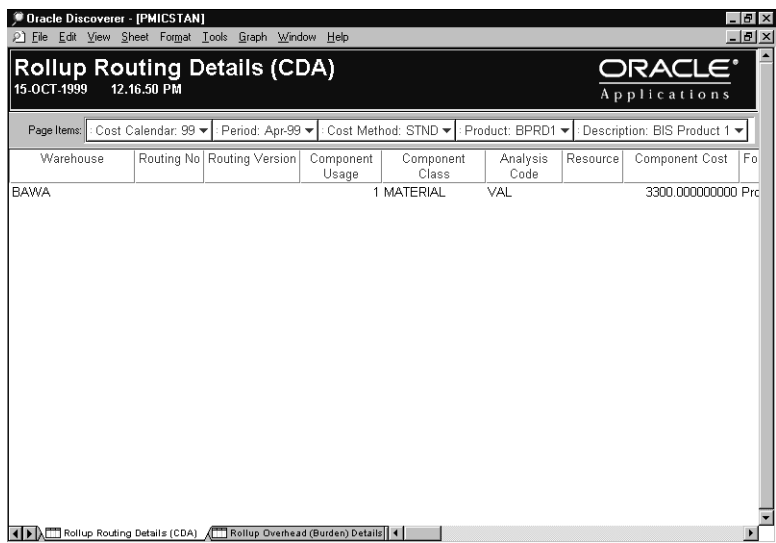 Oracle Discoverer - [PMICSTAN]
File Edit View Sheet Format Tools Graph Window Help
Rollup Routing Details (CDA)
ORACLE®
15-OCT-1999 12.16.50 PM
Applications
Page Items: : Cost Calendar: 99 : Period: Apr-99 : Cost Method: STND : Product: BPRD1 : Description: BIS Product 1
Warehouse Routing No Routing Version Component Usage Component Class Analysis Code Resource Component Cost Fo
BAWA 1 MATERIAL VAL 3300.000000000 Prc
Rollup Routing Details (CDA) Rollup Overhead (Burden) Details